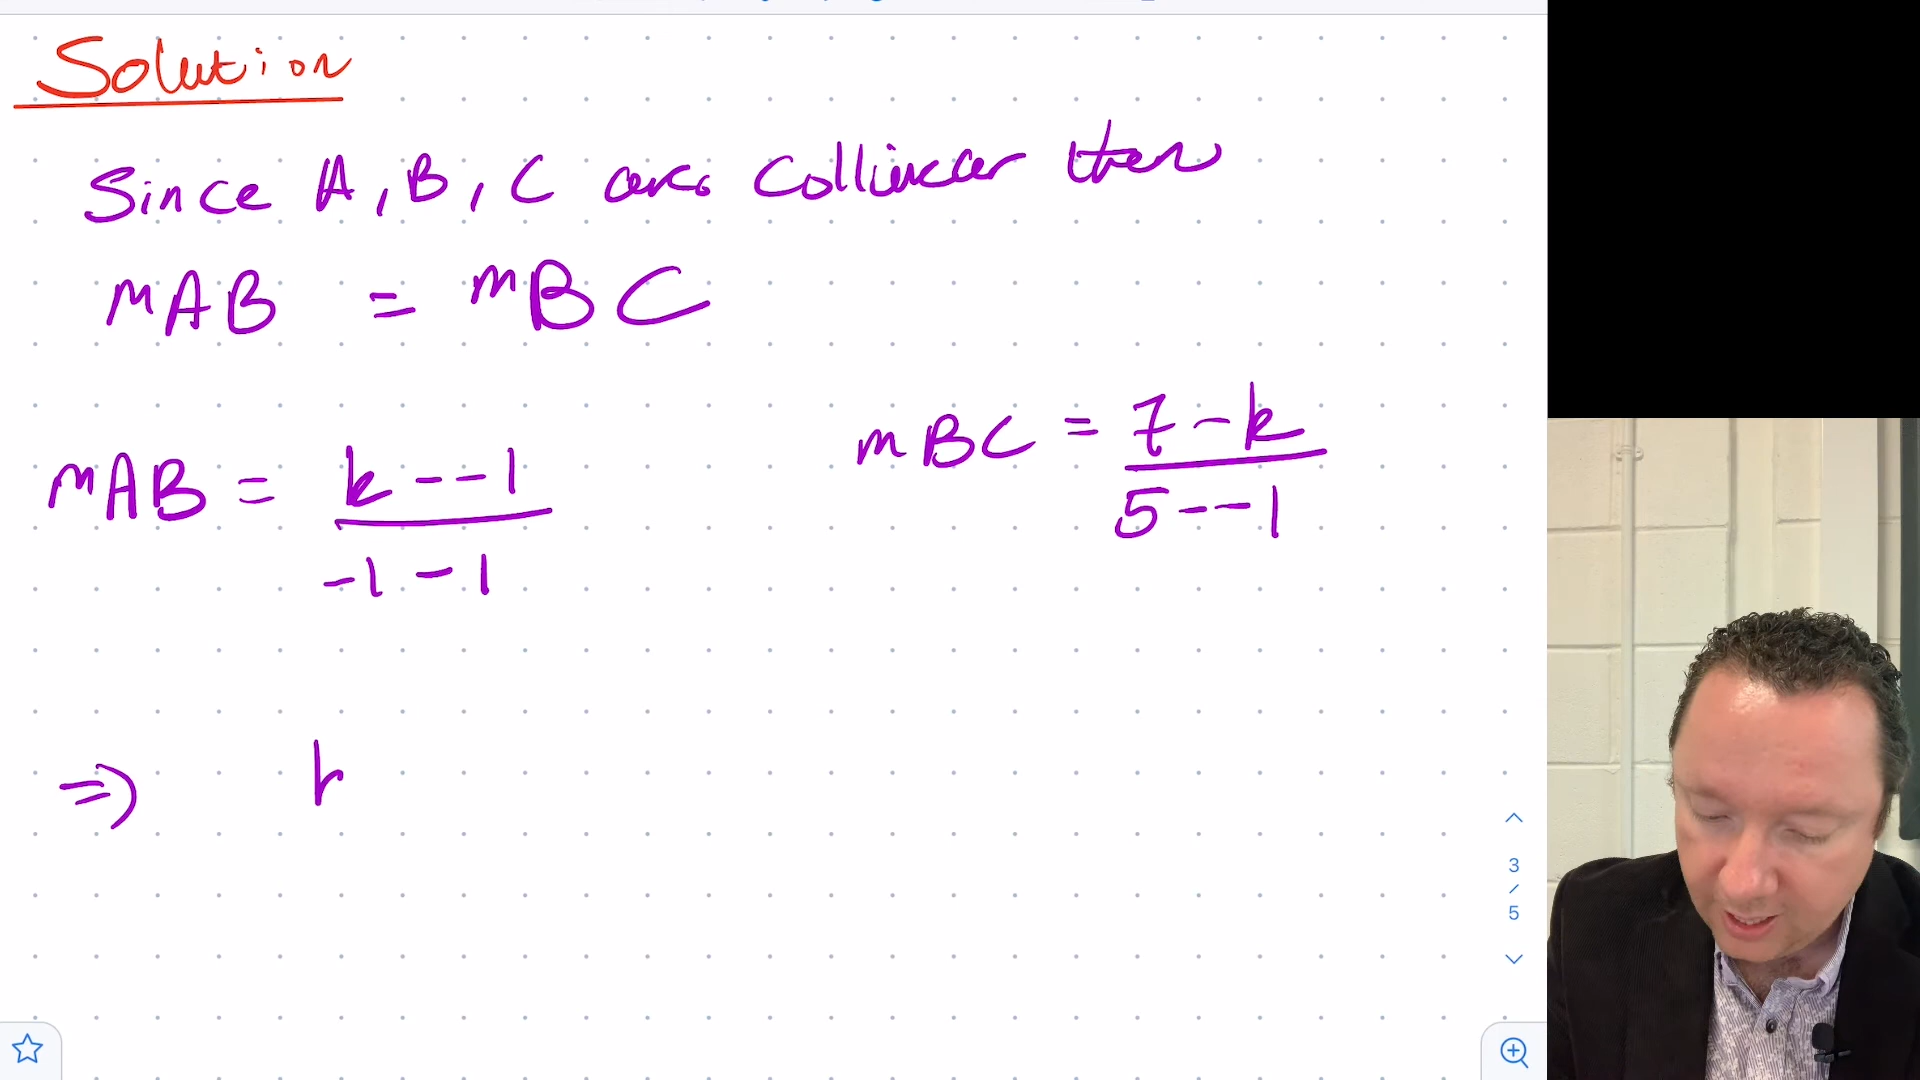 Solution
Since A, B, C are collinear then
mAB = mBC
mBC = 7 - k
5 - - 1
mAB = k - - 1
-1 - 1
=>
3
/
5